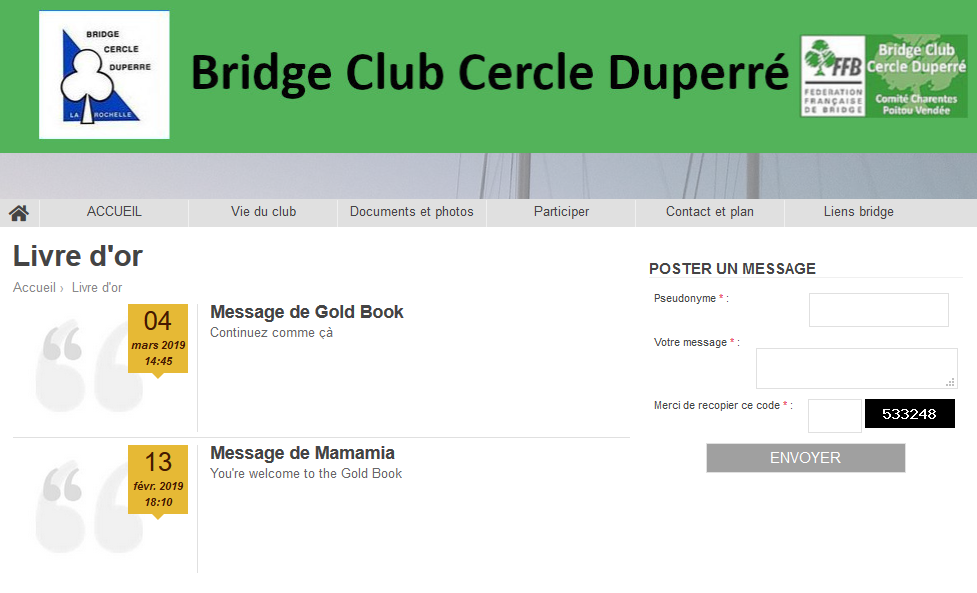 BRIDGE
CERCLE
DUPERRE
LA ROCHELLE
Bridge Club Cercle Duperré
FFB
FEDERATION
FRANÇAISE
DE BRIDGE
Bridge Club
Cercle Duperré
Comité Charentes
Poitou Vendée
ACCUEIL
Vie du club
Documents et photos
Participer
Contact et plan
Liens bridge
Livre d'or
Accueil › Livre d'or
04
mars 2019
14:45
Message de Gold Book
Continuez comme çà
13
févr. 2019
18:10
Message de Mamamia
You're welcome to the Gold Book
POSTER UN MESSAGE
Pseudonyme * :
Votre message * :
Merci de recopier ce code * :
533248
ENVOYER